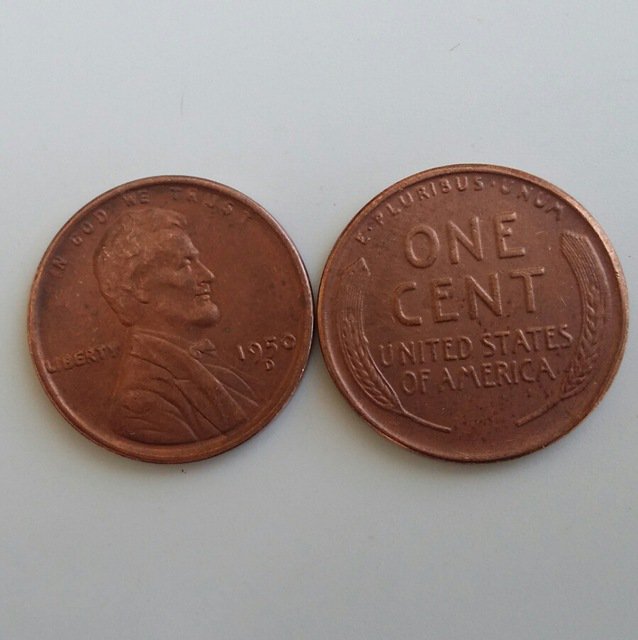 IN GOD WE TRUST
LIBERTY
1950
D
E·PLURIBUS·UNUM
ONE
CENT
UNITED STATES
OF AMERICA